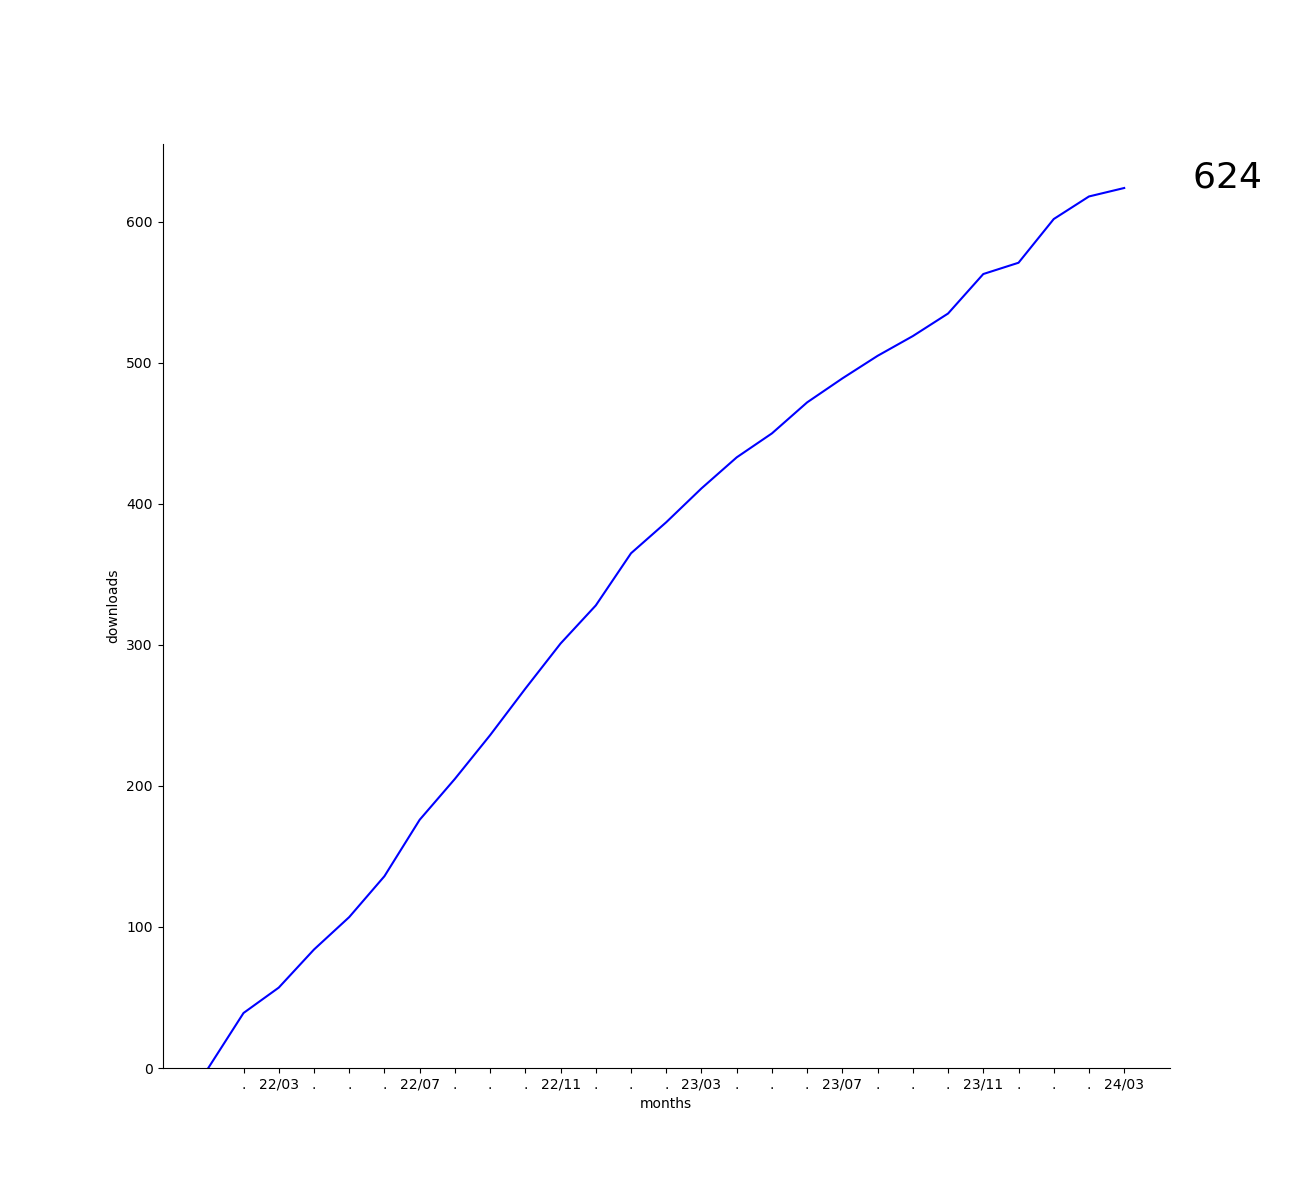 624
600
500
400
300
200
100
0
downloads
. 22/03 . . . 22/07 . . . 22/11 . . . 23/03 . . . 23/07 . . . 23/11 . . . 24/03
months